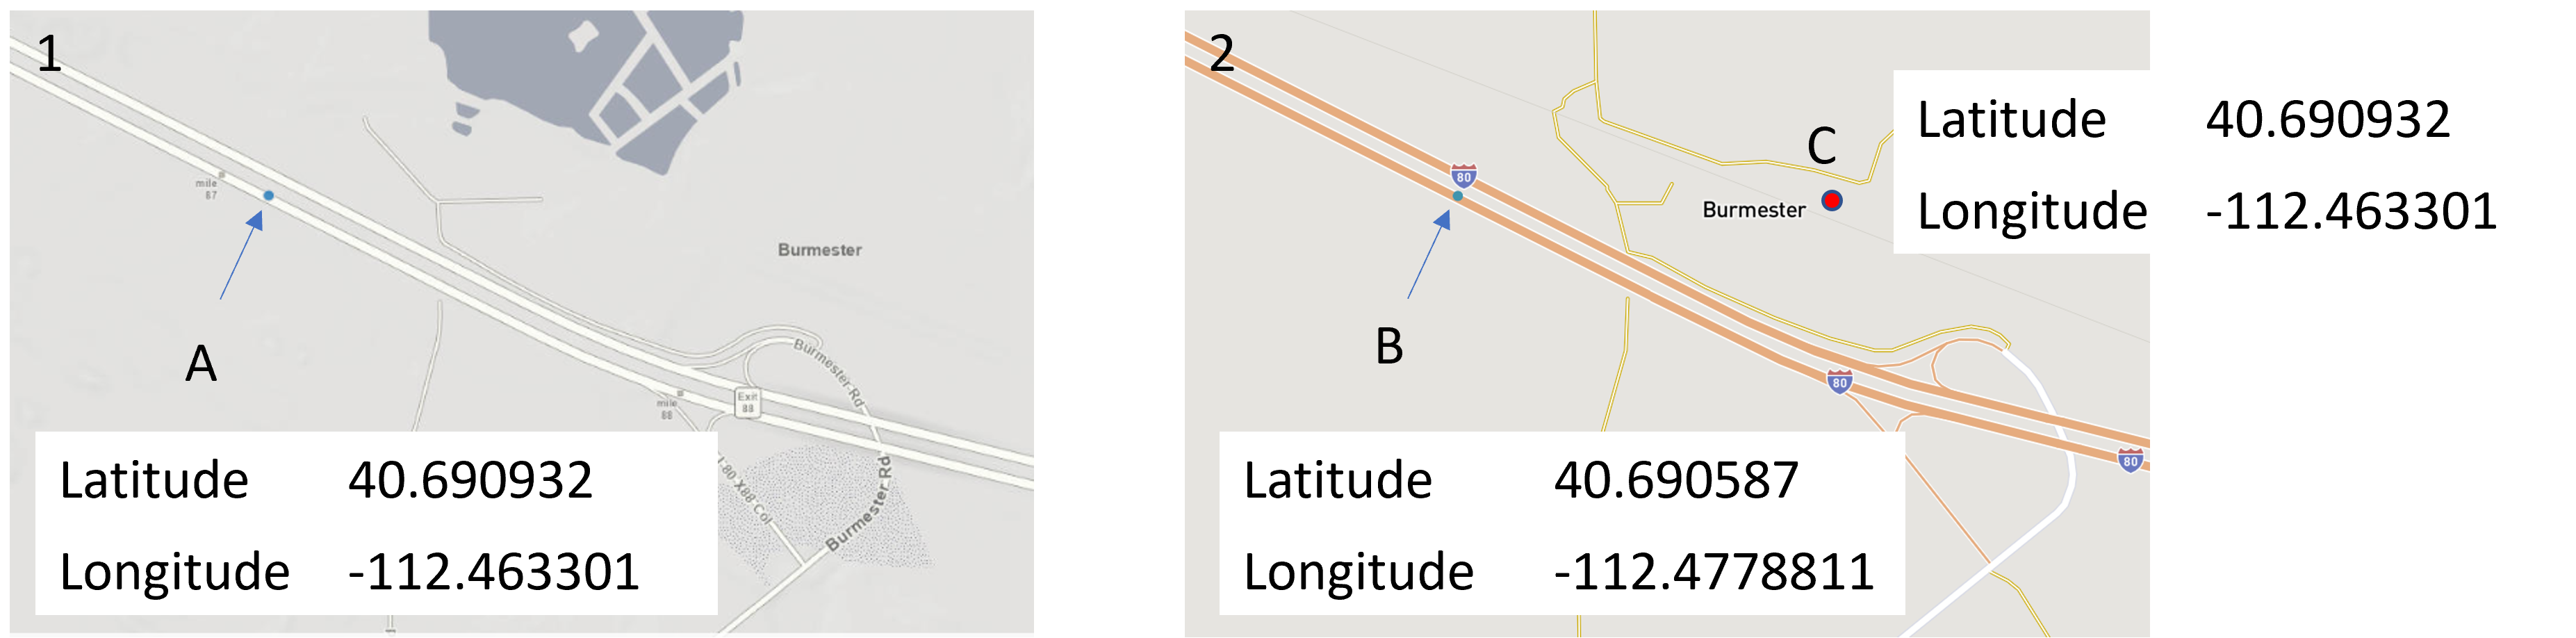 1
mile
87
A
Burmester
Burmester Rd
mile
88
Exit
88
I-80 X88 Col
Burmester Rd
Latitude 40.690932
Longitude -112.463301
2
80
C
Burmester
Latitude 40.690932
Longitude -112.463301
B
80
80
Latitude 40.690587
Longitude -112.4778811